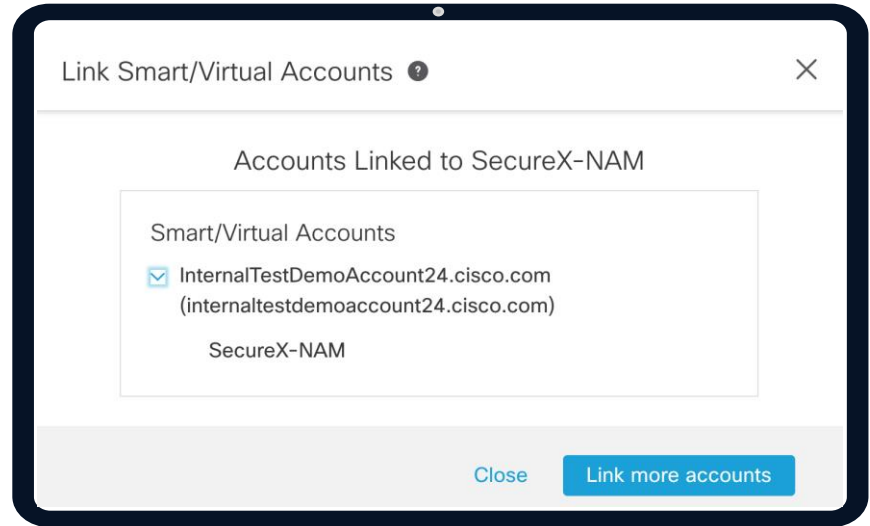 Link Smart/Virtual Accounts ?
Accounts Linked to SecureX-NAM
Smart/Virtual Accounts
InternalTestDemoAccount24.cisco.com
(internaltestdemoaccount24.cisco.com)
SecureX-NAM
Close
Link more accounts